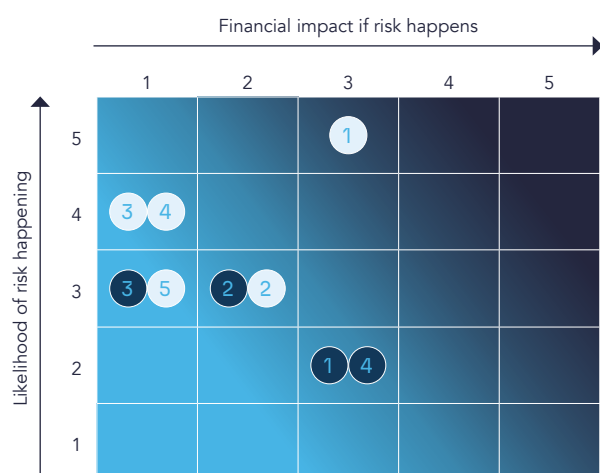 Financial impact if risk happens
1 2 3 4 5
Likelihood of risk happening
5 1
4 3 4
3 3 5 2 2
2 1 4
1